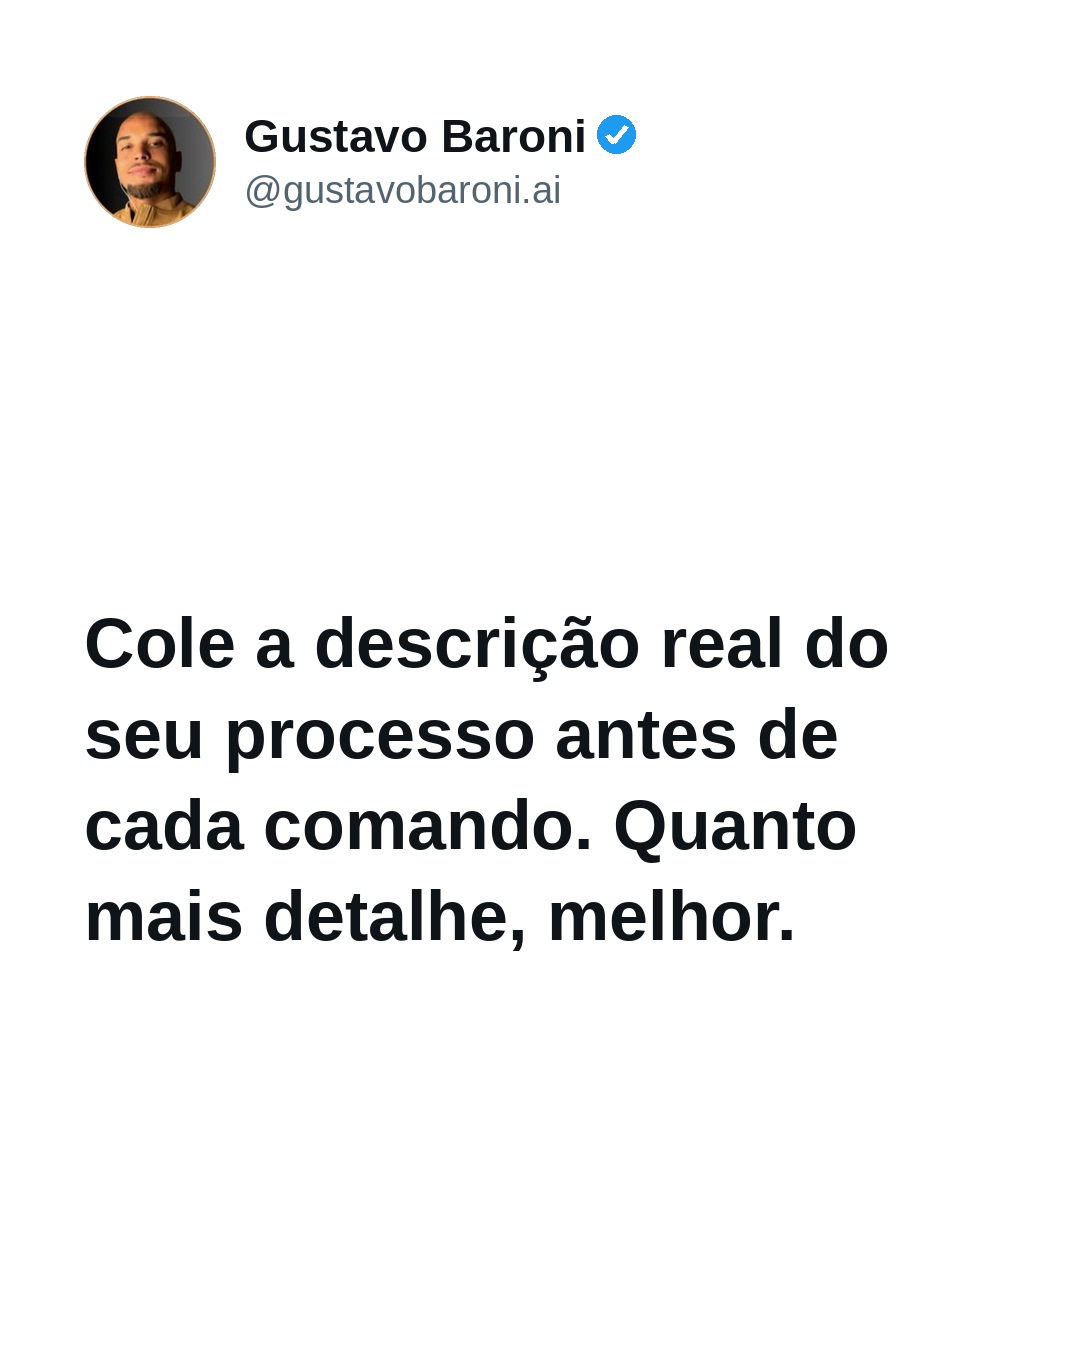 Gustavo Baroni
@gustavobaroni.ai
Cole a descrição real do
seu processo antes de
cada comando. Quanto
mais detalhe, melhor.